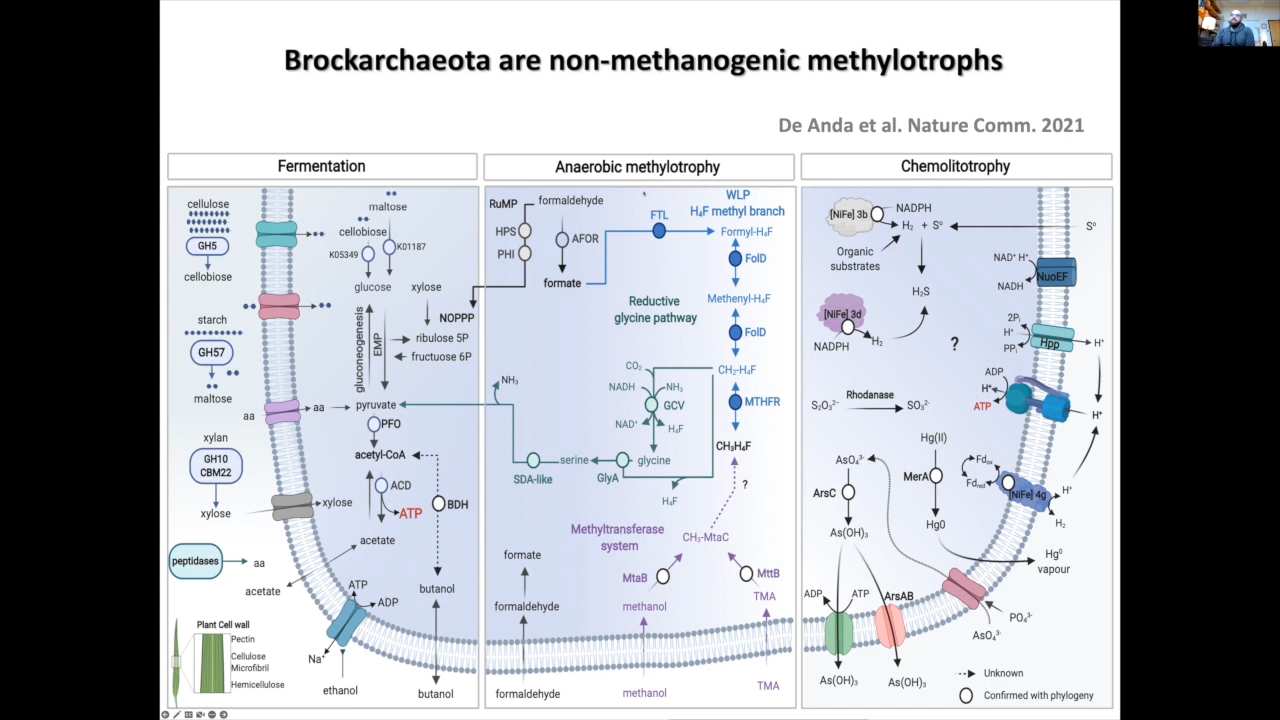 Brockarchaeota are non-methanogenic methylotrophs
De Anda et al. Nature Comm. 2021
Fermentation
cellulose
GH5
cellobiose
starch
GH57
maltose
aa
xylan
GH10
CBM22
xylose
peptidases
aa
acetate
Plant Cell wall
Pectin
Cellulose
Microfibril
Hemicellulose
maltose
cellobiose
K05349
K01187
glucose
xylose
gluconeogenesis
EMP
NOPPP
ribulose 5P
fructuose 6P
aa
pyruvate
PFO
acetyl-CoA
ACD
ATP
BDH
xylose
acetate
butanol
ATP
ADP
Na+
ethanol
butanol
Anaerobic methylotrophy
RuMP
HPS
PHI
formaldehyde
AFOR
formate
FTL
WLP
H₄F methyl branch
Formyl-H₄F
FolD
Methenyl-H₄F
FolD
CH₂-H₄F
MTHFR
CH₃H₄F
?
Reductive
glycine pathway
CO₂
NADH
NH₃
GCV
NAD⁺
H₄F
NH₃
serine
glycine
SDA-like
GlyA
H₄F
Methyltransferase
system
CH₃-MtaC
MtaB
MttB
methanol
TMA
formate
formaldehyde
formaldehyde
methanol
TMA
Chemolitotrophy
[NiFe] 3b
NADPH
H₂ + S⁰
S⁰
Organic
substrates
H₂S
[NiFe] 3d
NADPH
H₂
?
NAD⁺ H⁺
NADH
NuoEF
2Pᵢ
H⁺
PPᵢ
Hpp
H⁺
ADP
H⁺
ATP
H⁺
Rhodanase
S₂O₃²⁻
SO₃²⁻
Hg(II)
AsO₄³⁻
MerA
ArsC
Hg0
As(OH)₃
Fdₒₓ
Fd_red
[NiFe] 4g
H⁺
H₂
Hg⁰
vapour
ADP
ATP
ArsAB
PO₄³⁻
AsO₄³⁻
As(OH)₃
As(OH)₃
Unknown
Confirmed with phylogeny